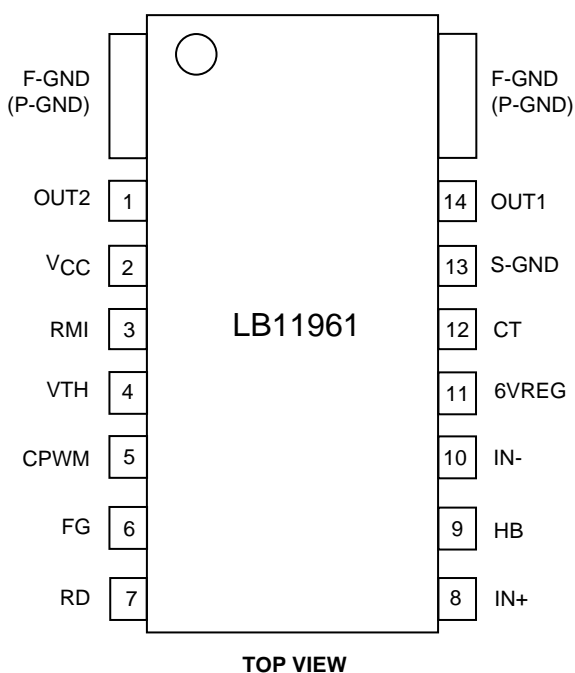 F-GND
(P-GND)
F-GND
(P-GND)
OUT2 1 14 OUT1
VCC 2 13 S-GND
RMI 3 LB11961 12 CT
VTH 4 11 6VREG
CPWM 5 10 IN-
FG 6 9 HB
RD 7 8 IN+
TOP VIEW